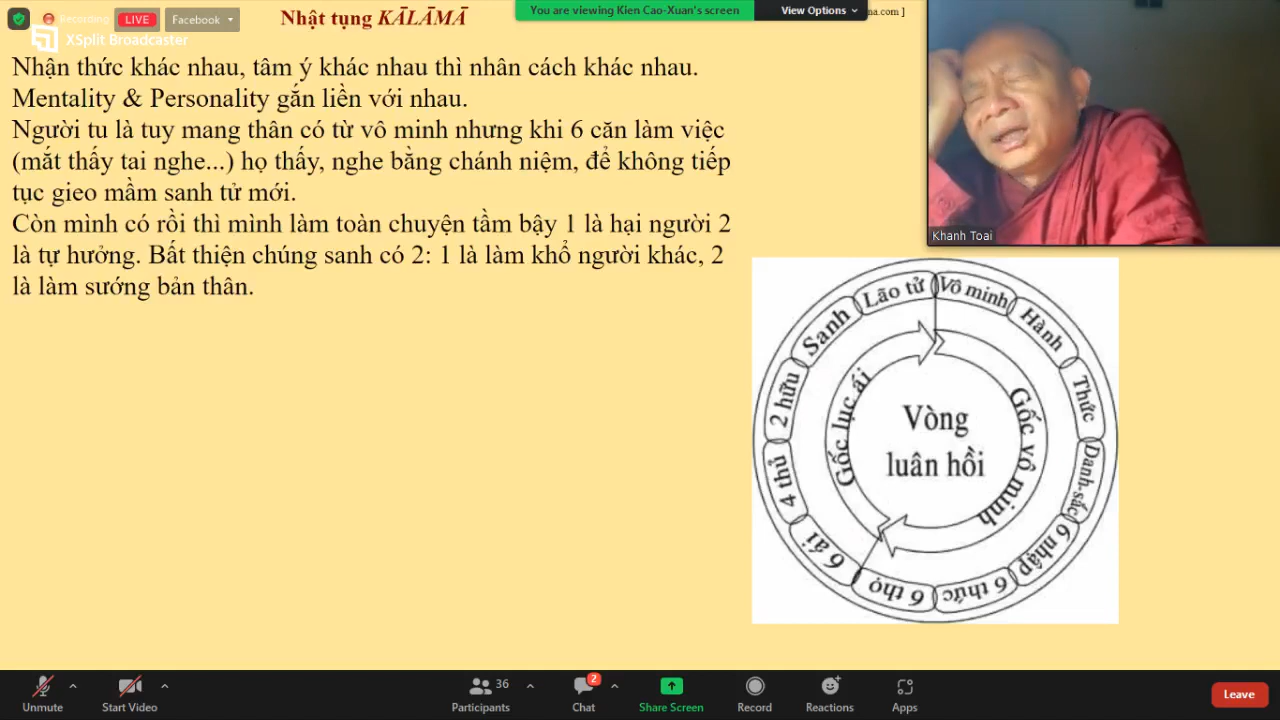 Recording
LIVE
Facebook
Nhật tụng KĀLĀMĀ
You are viewing Kien Cao-Xuan's screen
View Options
na.com ]
XSplit Broadcaster
Nhận thức khác nhau, tâm ý khác nhau thì nhân cách khác nhau.
Mentality & Personality gắn liền với nhau.
Người tu là tuy mang thân có từ vô minh nhưng khi 6 căn làm việc
(mắt thấy tai nghe...) họ thấy, nghe bằng chánh niệm, để không tiếp
tục gieo mầm sanh tử mới.
Còn mình có rồi thì mình làm toàn chuyện tầm bậy 1 là hại người 2
là tự hưởng. Bất thiện chúng sanh có 2: 1 là làm khổ người khác, 2
là làm sướng bản thân.
Khanh Toai
Vô minh
Hành
Thức
Danh-sắc
6 nhập
6 thức
6 thọ
6 ái
4 thủ
2 hữu
Sanh
Lão tử
Gốc vô minh
Gốc lục ái
Vòng
luân hồi
Unmute
Start Video
36
Participants
2
Chat
Share Screen
Record
Reactions
Apps
Leave